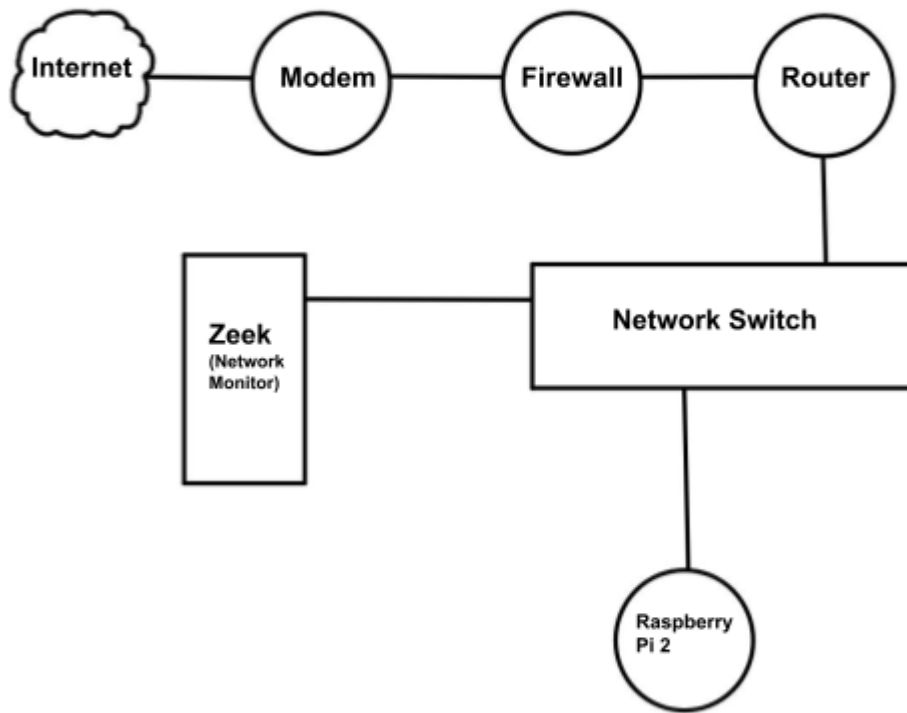 Internet
Modem
Firewall
Router
Zeek
(Network
Monitor)
Network Switch
Raspberry
Pi 2